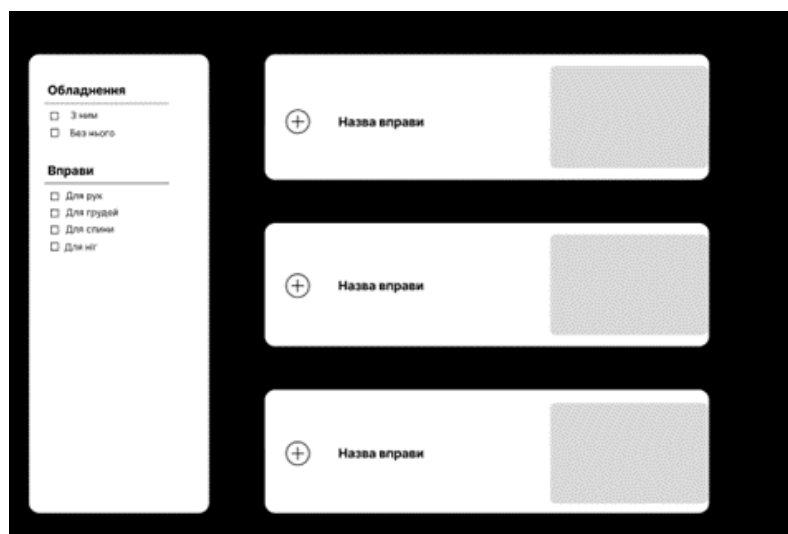 Обладнення
З ним
Без нього
Вправи
Для рук
Для грудей
Для спини
Для ніг
Назва вправи
Назва вправи
Назва вправи